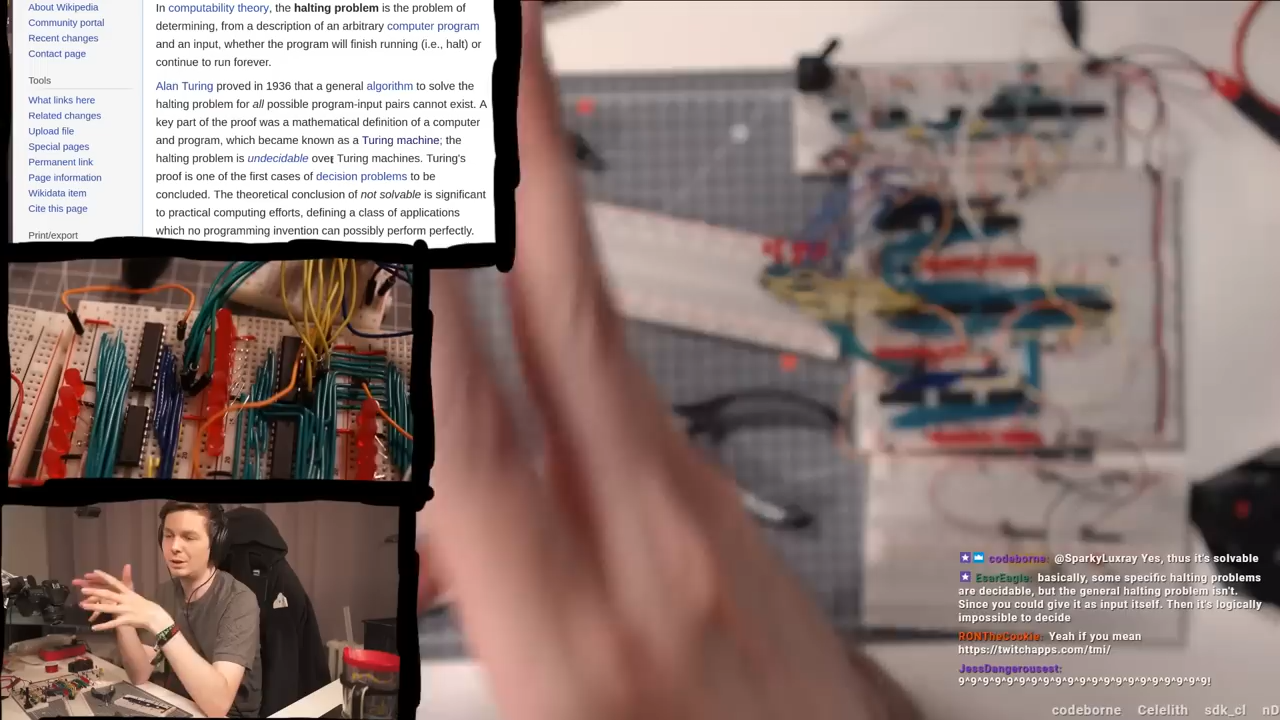 About Wikipedia
Community portal
Recent changes
Contact page
Tools
What links here
Related changes
Upload file
Special pages
Permanent link
Page information
Wikidata item
Cite this page
Print/export
In computability theory, the halting problem is the problem of
determining, from a description of an arbitrary computer program
and an input, whether the program will finish running (i.e., halt) or
continue to run forever.
Alan Turing proved in 1936 that a general algorithm to solve the
halting problem for all possible program-input pairs cannot exist. A
key part of the proof was a mathematical definition of a computer
and program, which became known as a Turing machine; the
halting problem is undecidable over Turing machines. Turing's
proof is one of the first cases of decision problems to be
concluded. The theoretical conclusion of not solvable is significant
to practical computing efforts, defining a class of applications
which no programming invention can possibly perform perfectly.
codeborne: @SparkyLuxray Yes, thus it's solvable
EsarEagle: basically, some specific halting problems
are decidable, but the general halting problem isn't.
Since you could give it as input itself. Then it's logically
impossible to decide
RONTheCookie: Yeah if you mean
https://twitchapps.com/tmi/
JessDangerousest:
9^9^9^9^9^9^9^9^9^9^9^9^9^9^9^9^9^9^9^9^9!
codeborne Celelith sdk_cl nD